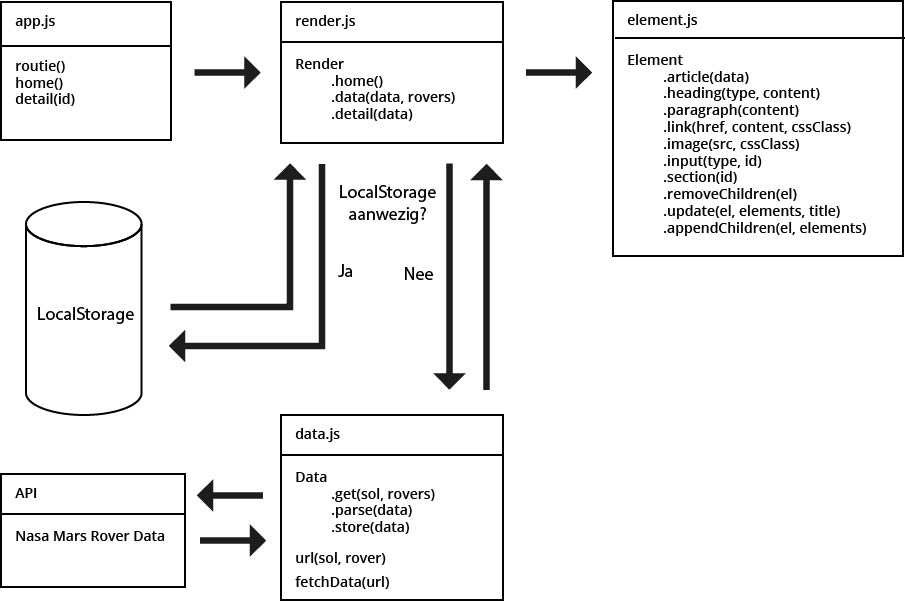 app.js
routie()
home()
detail(id)
render.js
Render
.home()
.data(data, rovers)
.detail(data)
element.js
Element
.article(data)
.heading(type, content)
.paragraph(content)
.link(href, content, cssClass)
.image(src, cssClass)
.input(type, id)
.section(id)
.removeChildren(el)
.update(el, elements, title)
.appendChildren(el, elements)
LocalStorage
aanwezig?
Ja
Nee
LocalStorage
data.js
Data
.get(sol, rovers)
.parse(data)
.store(data)
url(sol, rover)
fetchData(url)
API
Nasa Mars Rover Data